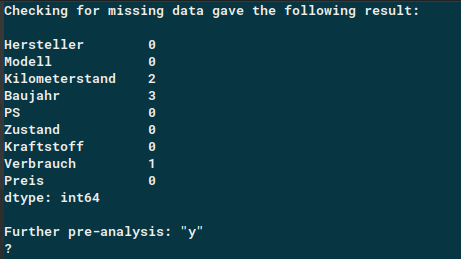 Checking for missing data gave the following result:
Hersteller 0
Modell 0
Kilometerstand 2
Baujahr 3
PS 0
Zustand 0
Kraftstoff 0
Verbrauch 1
Preis 0
dtype: int64
Further pre-analysis: "y"
?